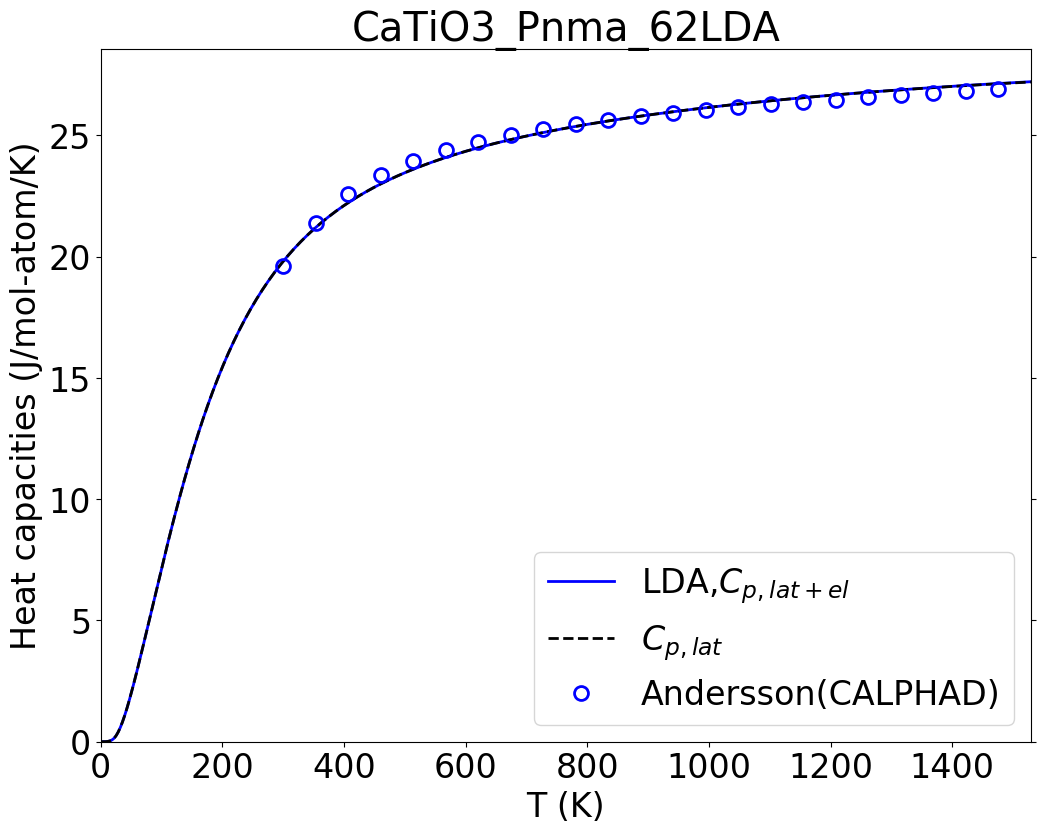 CaTiO3_Pnma_62LDA
Heat capacities (J/mol-atom/K)
25
20
15
10
5
0
0 200 400 600 800 1000 1200 1400
T (K)
LDA,C_{p, lat+el}
C_{p, lat}
Andersson(CALPHAD)